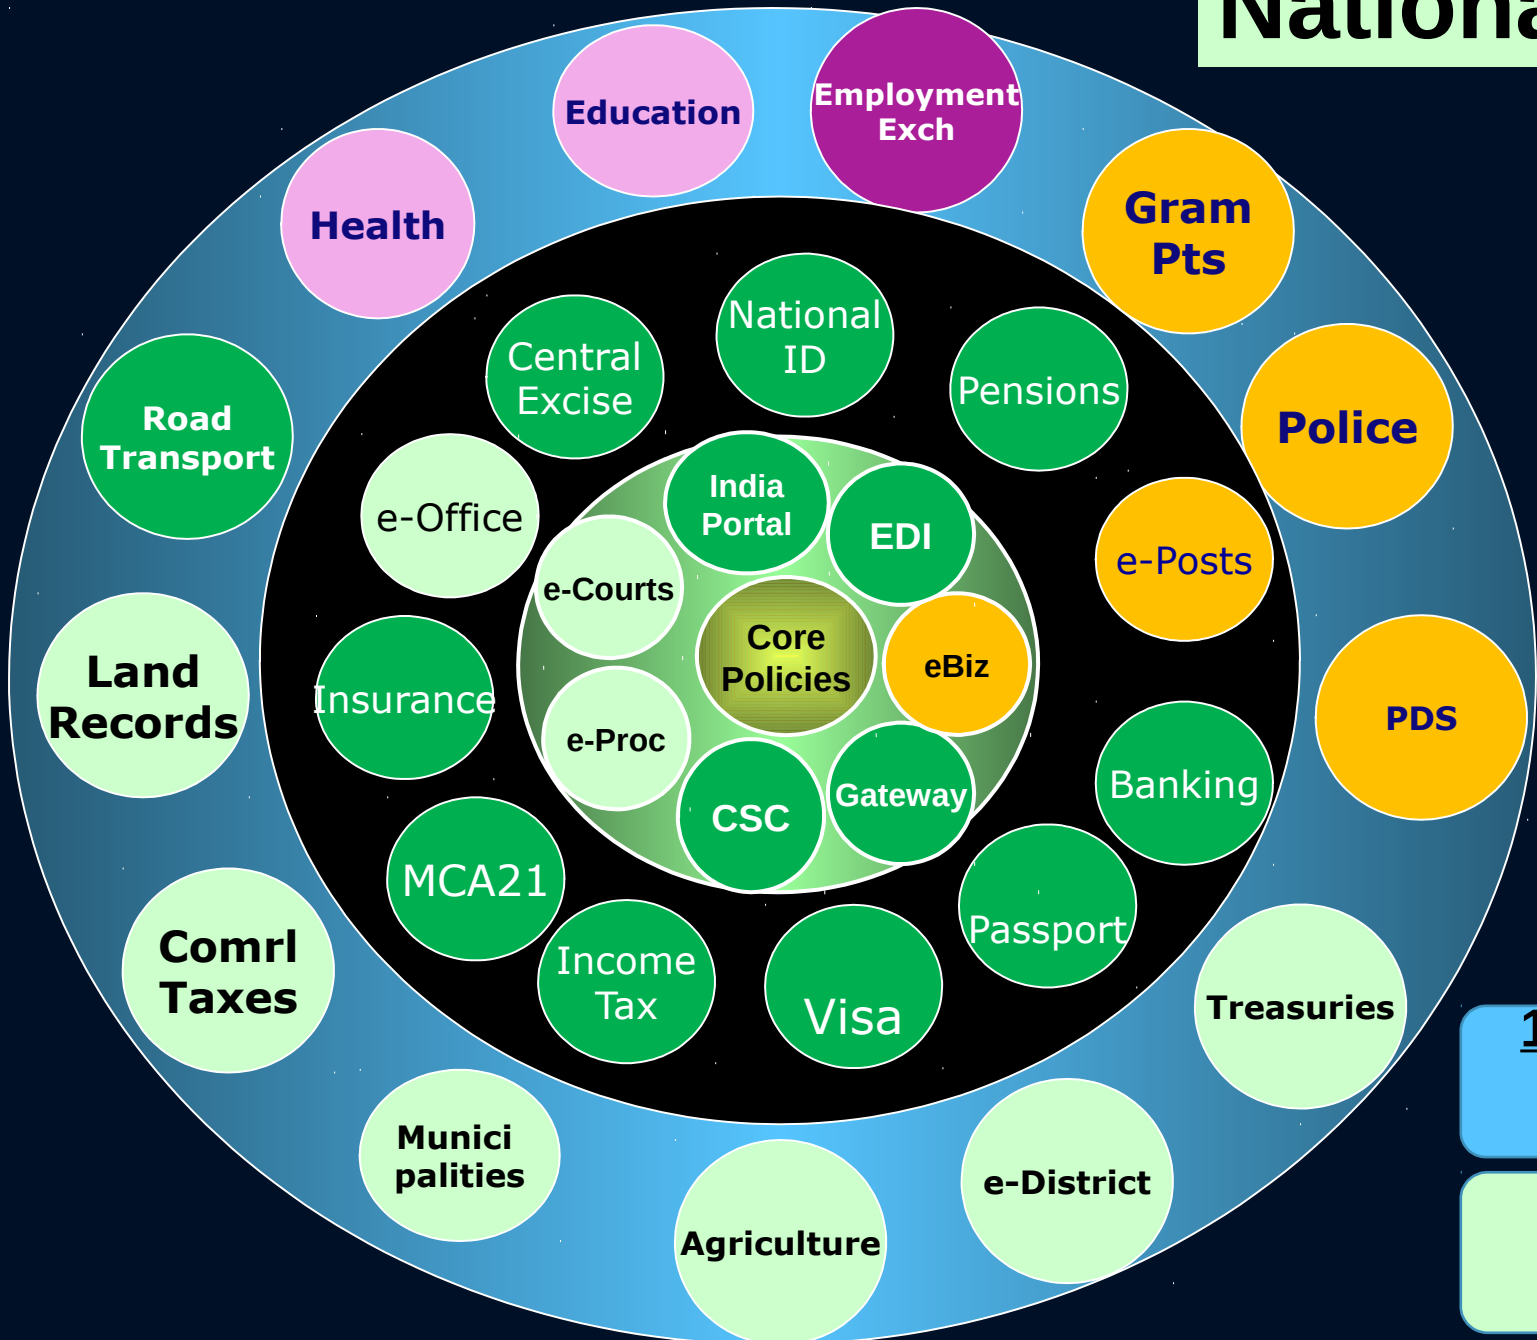 Education
Employment
Exch
Health
Gram
Pts
National
ID
Central
Excise
Pensions
Road
Transport
Police
India
Portal
e-Office
EDI
e-Posts
e-Courts
Core
Policies
eBiz
Land
Records
Insurance
PDS
e-Proc
Banking
Gateway
CSC
MCA21
Passport
Comrl
Taxes
Income
Tax
Visa
Treasuries
Munici
palities
e-District
Agriculture